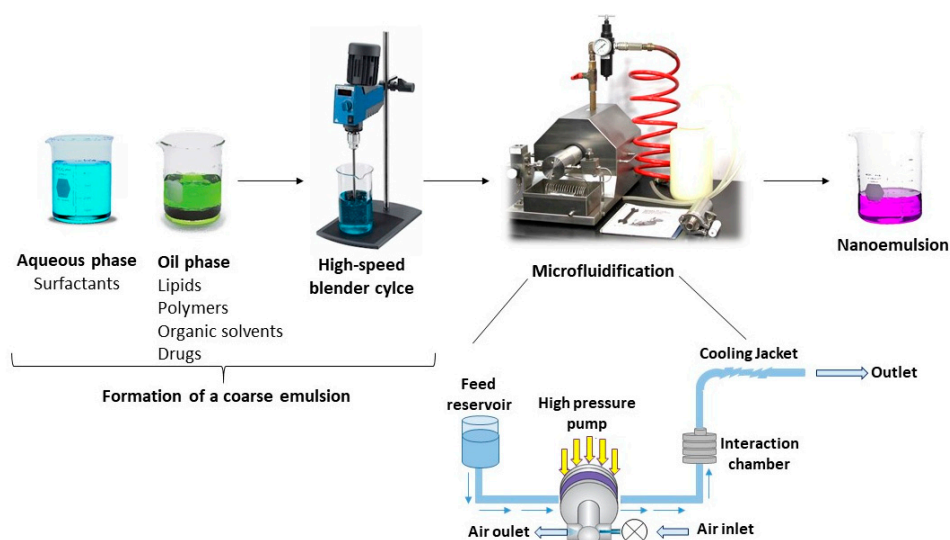 Aqueous phase
Surfactants
Oil phase
Lipids
Polymers
Organic solvents
Drugs
High-speed
blender cylce
Microfluidification
Nanoemulsion
Formation of a coarse emulsion
Feed
reservoir
High pressure
pump
Cooling Jacket
Outlet
Interaction
chamber
Air oulet
Air inlet